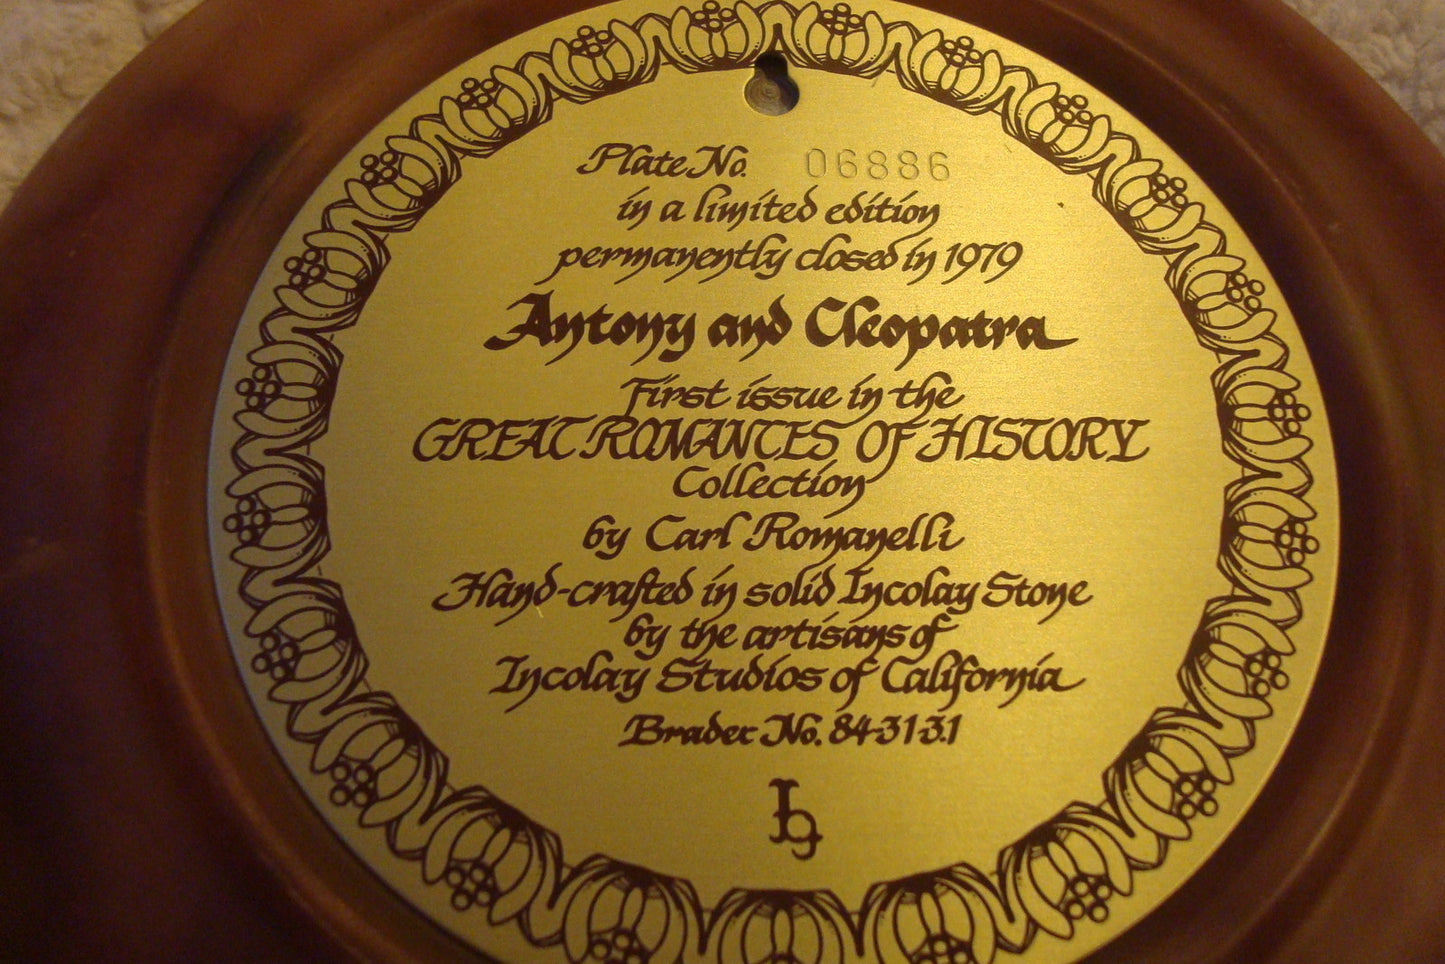 Plate No. 06886
in a limited edition
permanently closed in 1979
Antony and Cleopatra
First issue in the
GREAT ROMANCES OF HISTORY
Collection
by Carl Romanelli
Hand-crafted in solid Incolay Stone
by the artisans of
Incolay Studios of California
Bradex No. 84-31-3.1